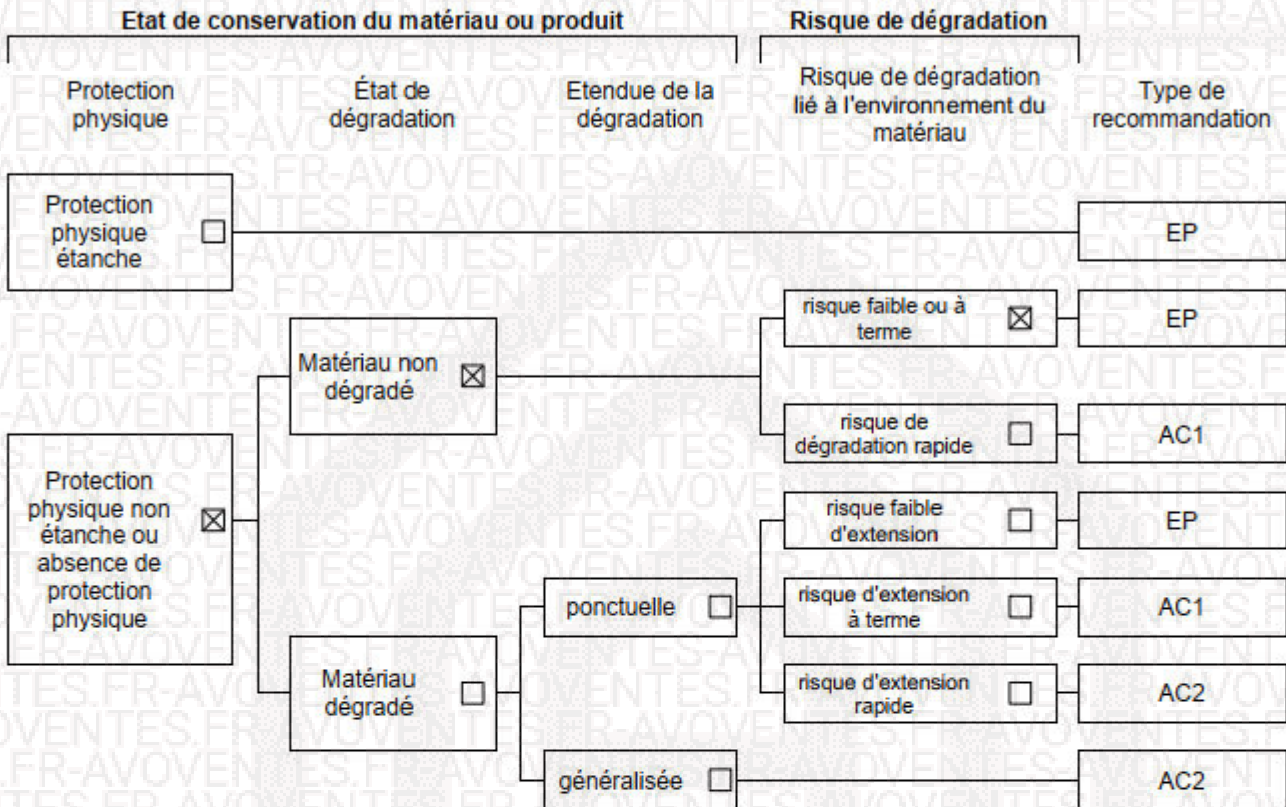 Etat de conservation du matériau ou produit
Risque de dégradation
Protection
physique
État de
dégradation
Etendue de la
dégradation
Risque de dégradation
lié à l'environnement du
matériau
Type de
recommandation
Protection
physique
étanche
EP
risque faible ou à
terme
EP
Matériau non
dégradé
risque de
dégradation rapide
AC1
Protection
physique non
étanche ou
absence de
protection
physique
risque faible
d'extension
EP
ponctuelle
risque d'extension
à terme
AC1
Matériau
dégradé
risque d'extension
rapide
AC2
généralisée
AC2